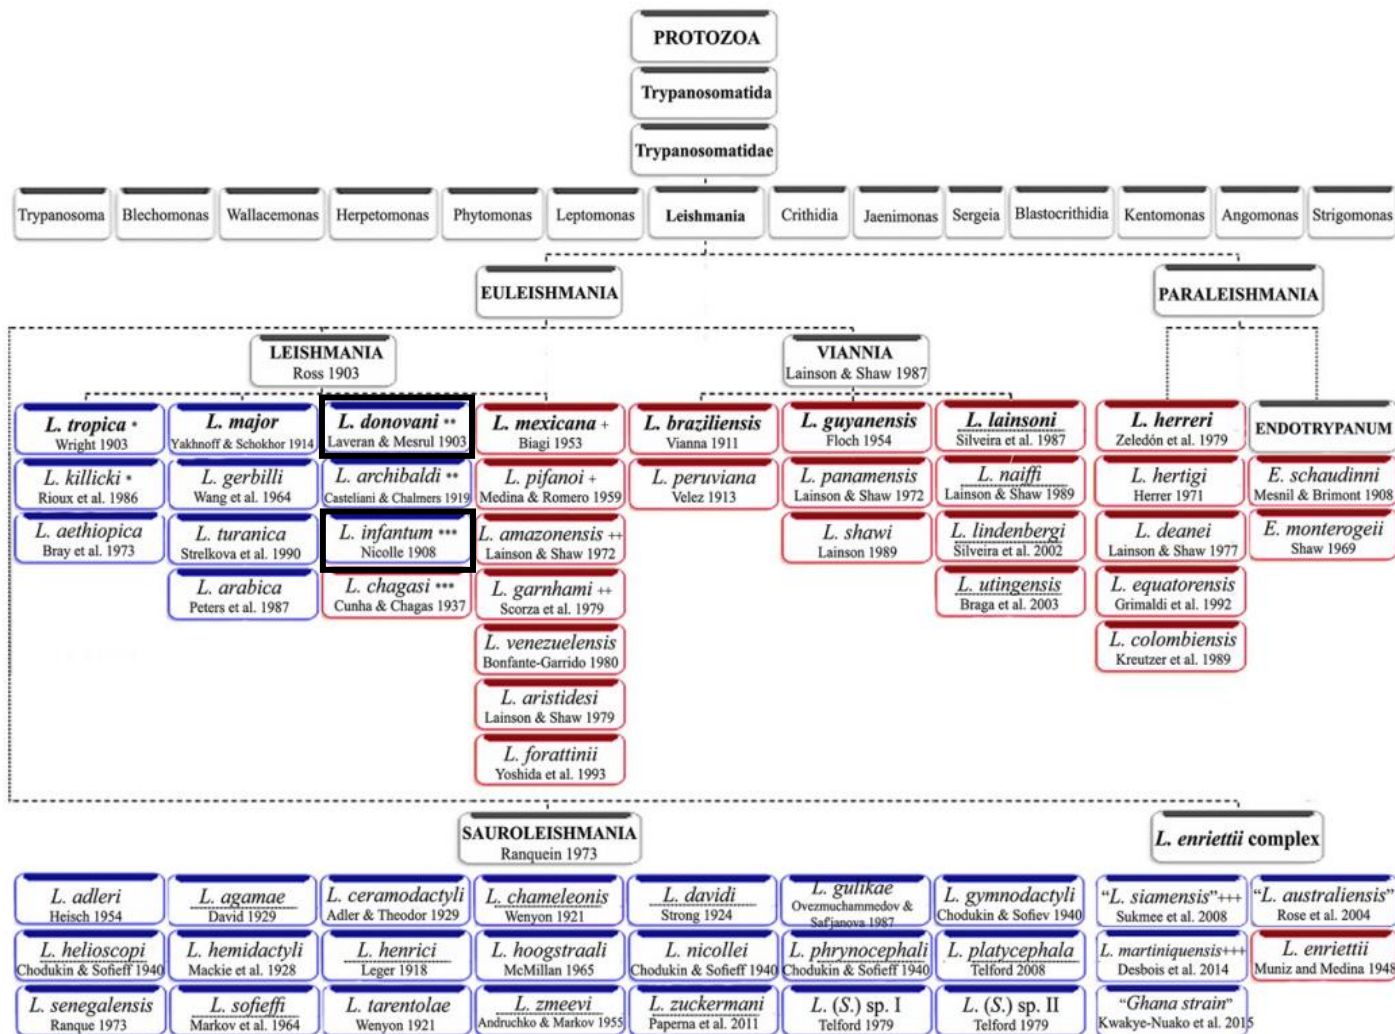 PROTOZOA
Trypanosomatida
Trypanosomatidae
Trypanosoma
Blechomonas
Wallacemonas
Herpetomonas
Phytomonas
Leptomonas
Leishmania
Crithidia
Jaenimonas
Sergeia
Blastocrithidia
Kentomonas
Angomonas
Strigomonas
EULEISHMANIA
PARALEISHMANIA
LEISHMANIA
Ross 1903
VIANNIA
Lainson & Shaw 1987
L. tropica *
Wright 1903
L. killicki *
Rioux et al. 1986
L. aethiopica
Bray et al. 1973
L. major
Yakhnoff & Schokhor 1914
L. gerbilli
Wang et al. 1964
L. turanica
Strelkova et al. 1990
L. arabica
Peters et al. 1987
L. donovani **
Laveran & Mesrul 1903
L. archibaldi **
Casteliani & Chalmers 1919
L. infantum ***
Nicolle 1908
L. chagasi ***
Cunha & Chagas 1937
L. mexicana +
Biagi 1953
L. pifanoi +
Medina & Romero 1959
L. amazonensis ++
Lainson & Shaw 1972
L. garnhami ++
Scorza et al. 1979
L. venezuelensis
Bonfante-Garrido 1980
L. aristidesi
Lainson & Shaw 1979
L. forattinii
Yoshida et al. 1993
L. braziliensis
Vianna 1911
L. peruviana
Velez 1913
L. guyanensis
Floch 1954
L. panamensis
Lainson & Shaw 1972
L. shawi
Lainson 1989
L. lainsoni
Silveira et al. 1987
L. naiffi
Lainson & Shaw 1989
L. lindenbergi
Silveira et al. 2002
L. utingensis
Braga et al. 2003
L. herreri
Zeledón et al. 1979
L. hertigi
Herrer 1971
L. deanei
Lainson & Shaw 1977
L. equatorensis
Grimaldi et al. 1992
L. colombiensis
Kreutzer et al. 1989
ENDOTRYPANUM
E. schaudinni
Mesnil & Brimont 1908
E. monterogeii
Shaw 1969
SAUROLEISHMANIA
Ranquein 1973
L. enriettii complex
L. adleri
Heisch 1954
L. agamae
David 1929
L. ceramodactyli
Adler & Theodor 1929
L. chameleonis
Wenyon 1921
L. davidi
Strong 1924
L. gulikae
Ovezmuchammedov &
Saf'janova 1987
L. gymnodactyli
Chodukin & Sofiev 1940
“L. siamensis”+++
Sukmee et al. 2008
“L. australiensis”
Rose et al. 2004
L. helioscopi
Chodukin & Sofieff 1940
L. hemidactyli
Mackie et al. 1928
L. henrici
Leger 1918
L. hoogstraali
McMillan 1965
L. nicollei
Chodukin & Sofieff 1940
L. phrynocephali
Chodukin & Sofieff 1940
L. platycephala
Telford 2008
L. martiniquensis+++
Desbois et al. 2014
L. enriettii
Muniz and Medina 1948
L. senegalensis
Ranque 1973
L. sofieffi
Markov et al. 1964
L. tarentolae
Wenyon 1921
L. zmeevi
Andruchko & Markov 1955
L. zuckermani
Paperna et al. 2011
L. (S.) sp. I
Telford 1979
L. (S.) sp. II
Telford 1979
“Ghana strain”
Kwakye-Nuako et al. 2015